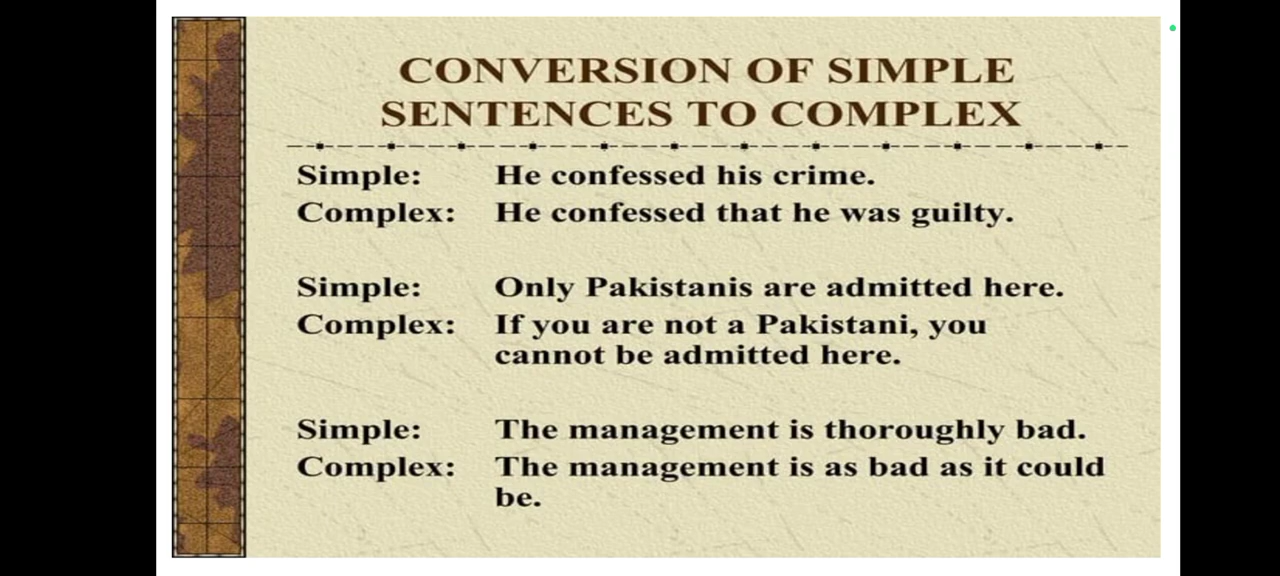 CONVERSION OF SIMPLE
SENTENCES TO COMPLEX
Simple: He confessed his crime.
Complex: He confessed that he was guilty.
Simple: Only Pakistanis are admitted here.
Complex: If you are not a Pakistani, you
cannot be admitted here.
Simple: The management is thoroughly bad.
Complex: The management is as bad as it could
be.